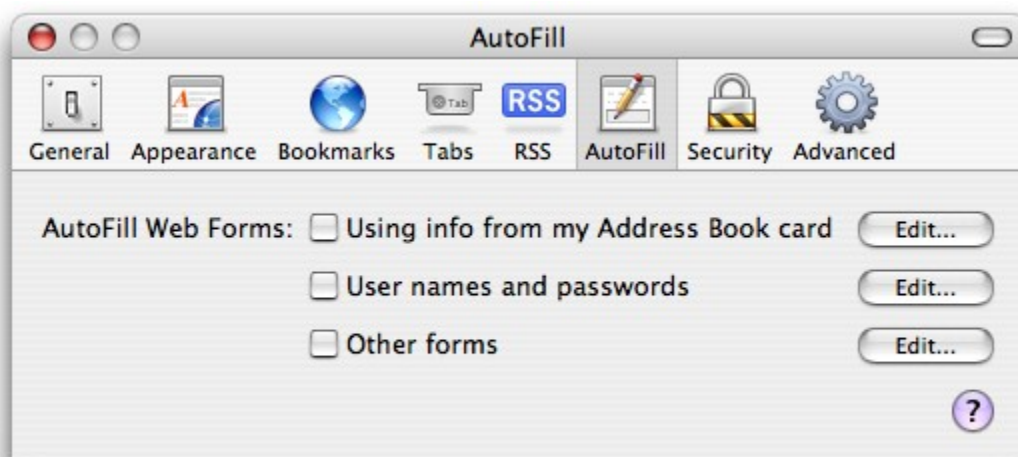 AutoFill
Tab RSS
General Appearance Bookmarks Tabs RSS AutoFill Security Advanced
AutoFill Web Forms: Using info from my Address Book card Edit...
User names and passwords Edit...
Other forms Edit...
?